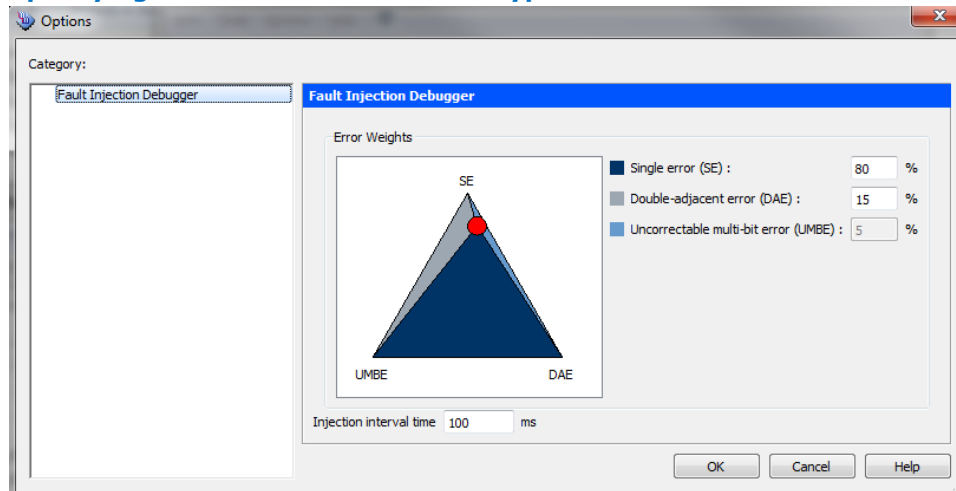 Options
Category:
Fault Injection Debugger
Fault Injection Debugger
Error Weights
SE
UMBE
DAE
Single error (SE) : 80 %
Double-adjacent error (DAE) : 15 %
Uncorrectable multi-bit error (UMBE) : 5 %
Injection interval time 100 ms
OK Cancel Help